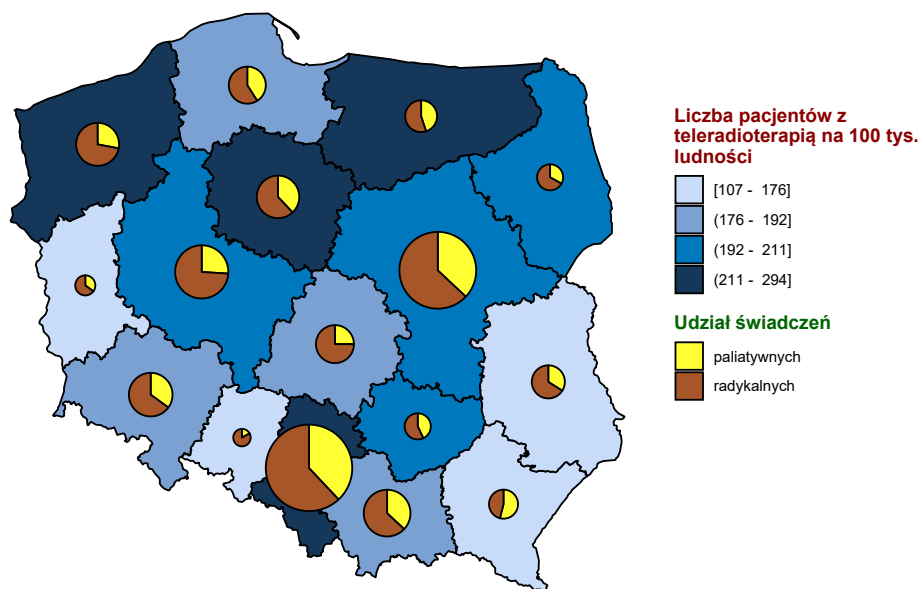 Liczba pacjentów z
teleradioterapią na 100 tys.
ludności
[107 - 176]
(176 - 192]
(192 - 211]
(211 - 294]
Udział świadczeń
paliatywnych
radykalnych